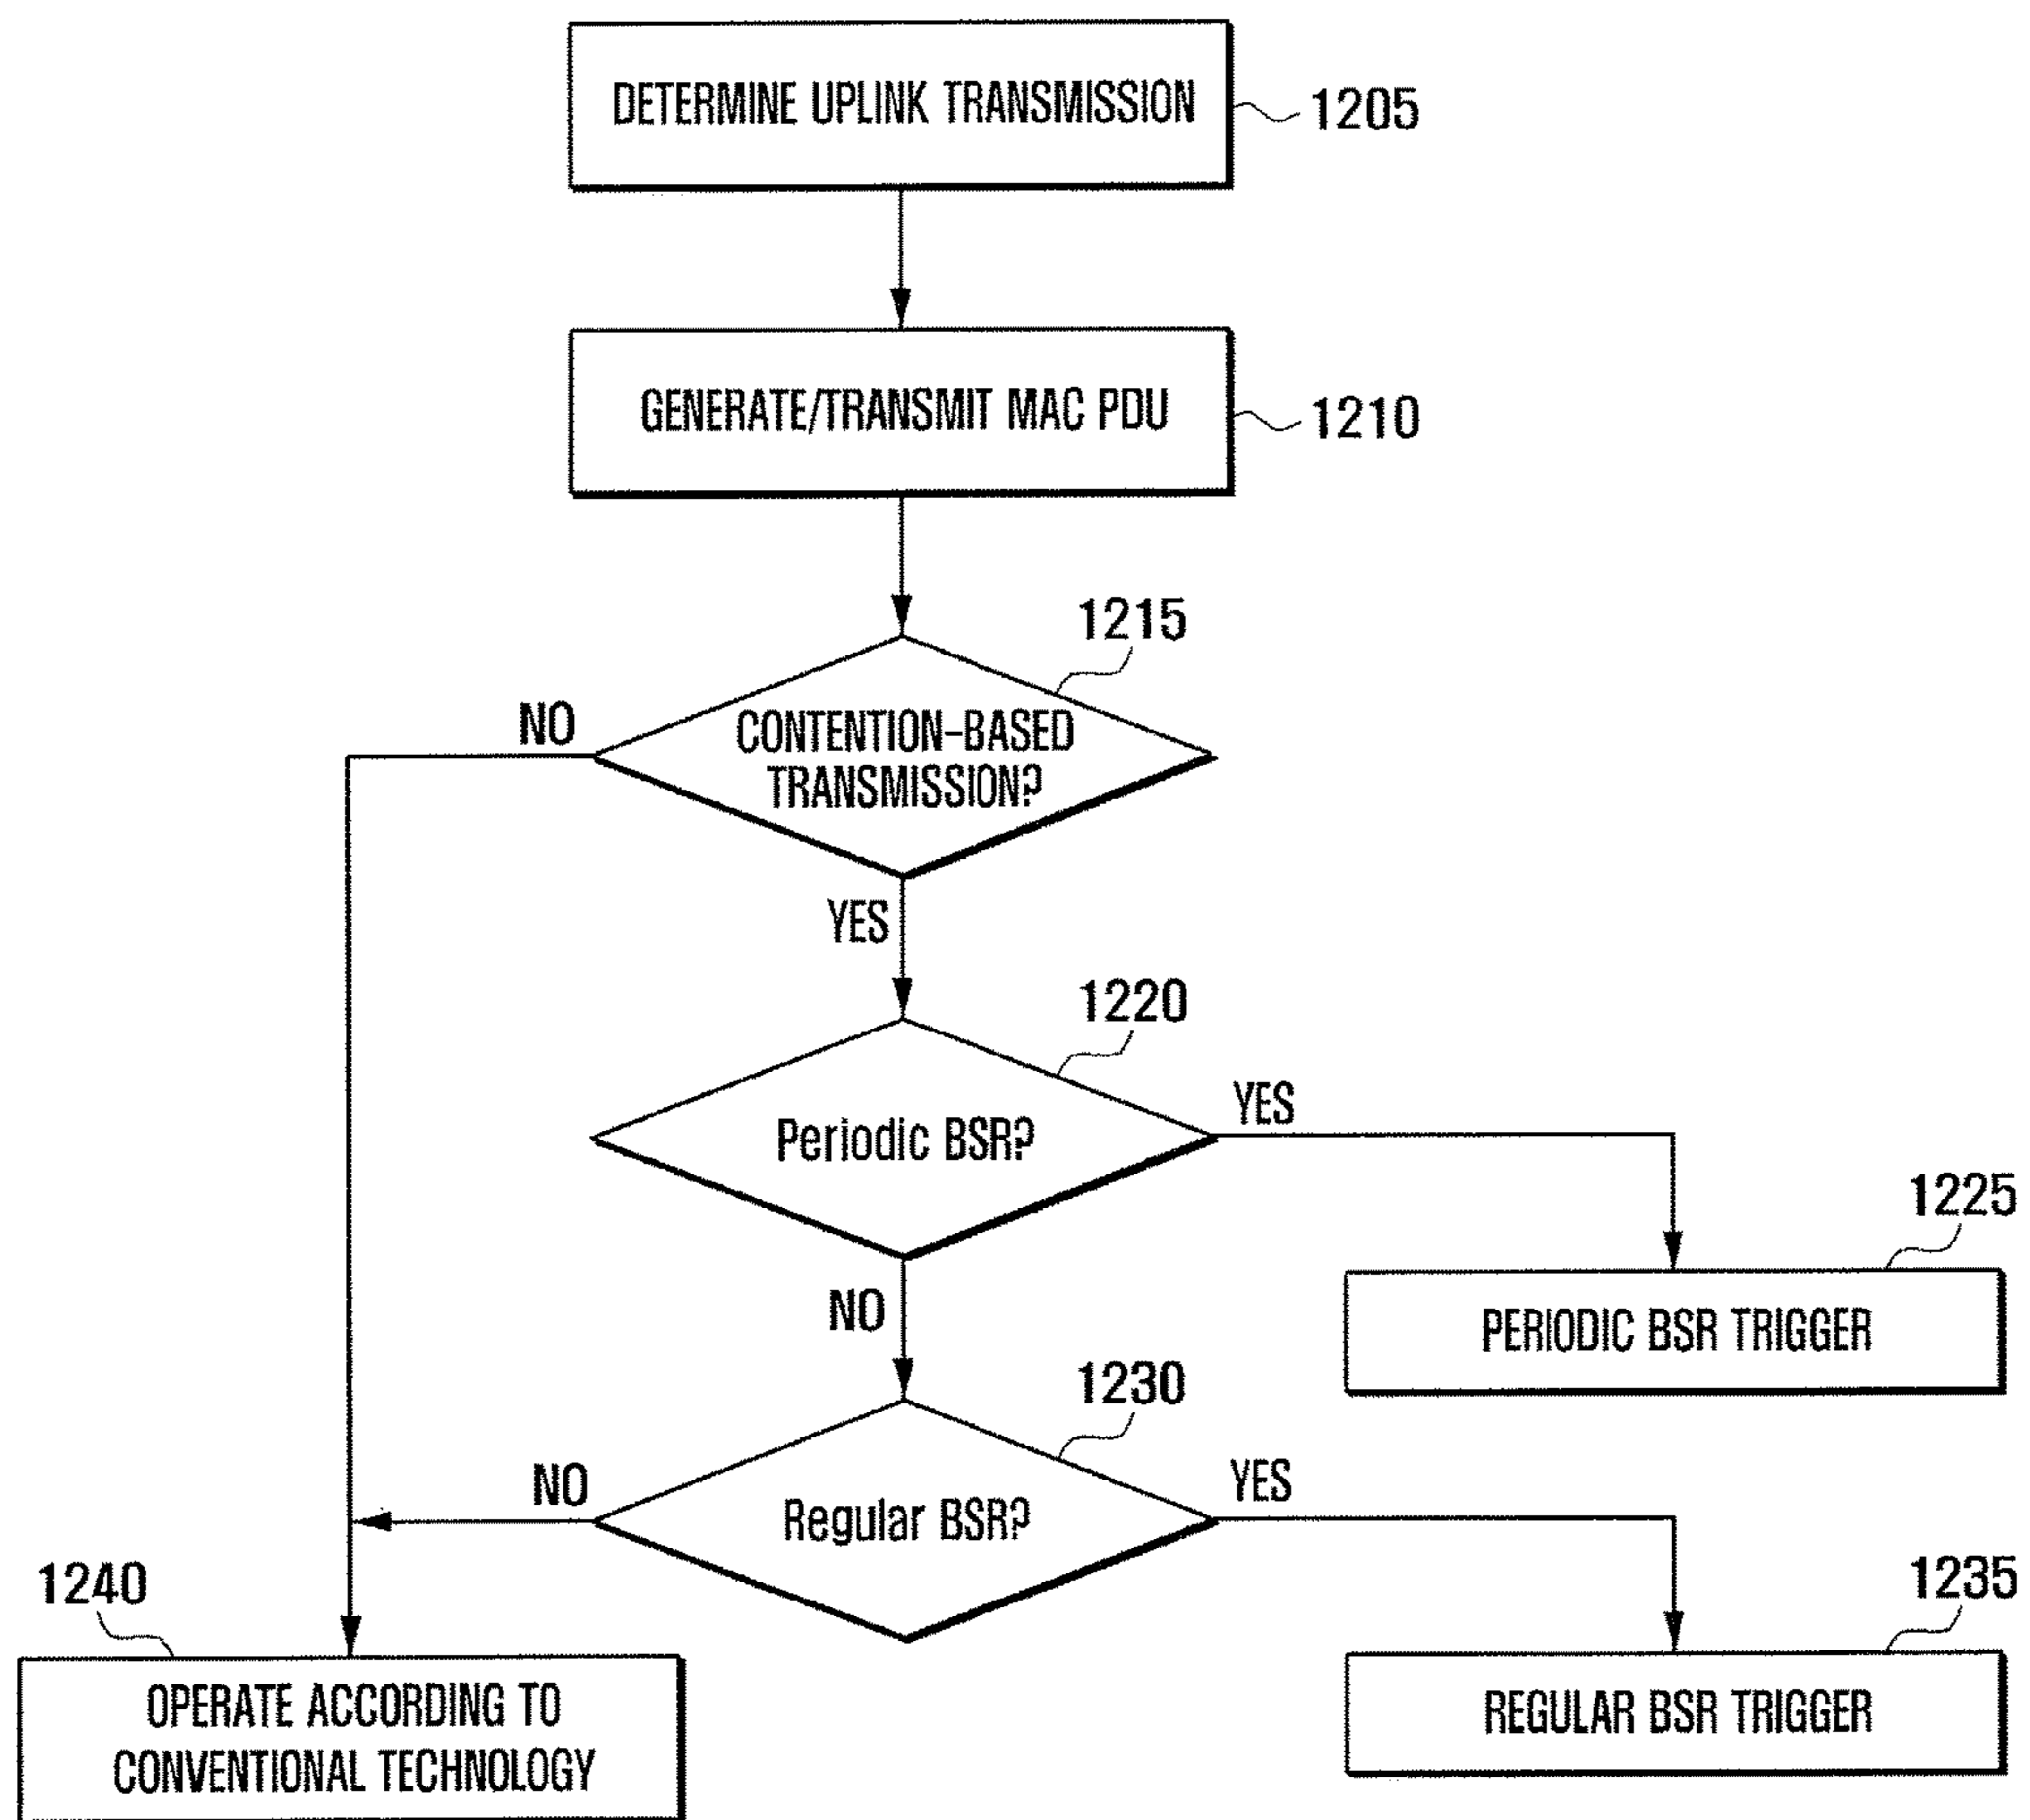 DETERMINE UPLINK TRANSMISSION
1205
GENERATE/TRANSMIT MAC PDU
1210
1215
NO
CONTENTION-BASED
TRANSMISSION?
YES
1220
YES
Periodic BSR?
1225
PERIODIC BSR TRIGGER
NO
1230
NO
YES
Regular BSR?
1240
1235
OPERATE ACCORDING TO
CONVENTIONAL TECHNOLOGY
REGULAR BSR TRIGGER